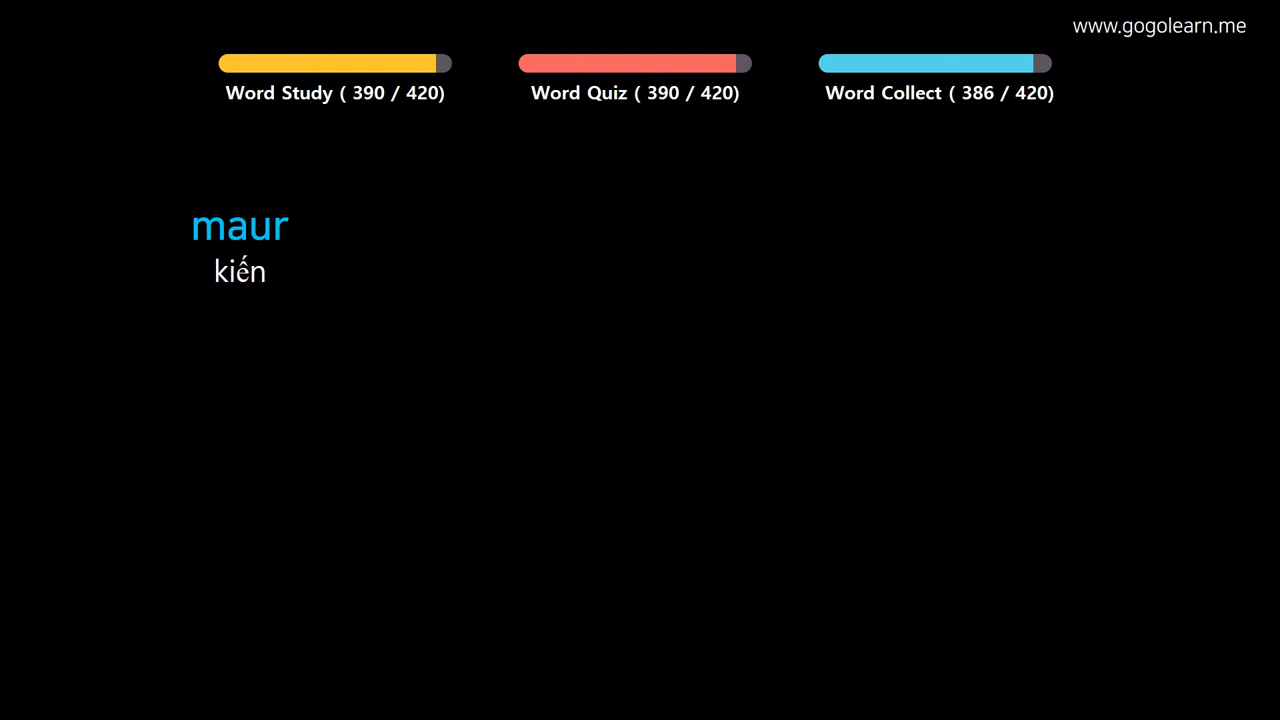 www.gogolearn.me
Word Study ( 390 / 420)
Word Quiz ( 390 / 420)
Word Collect ( 386 / 420)
maur
kiến